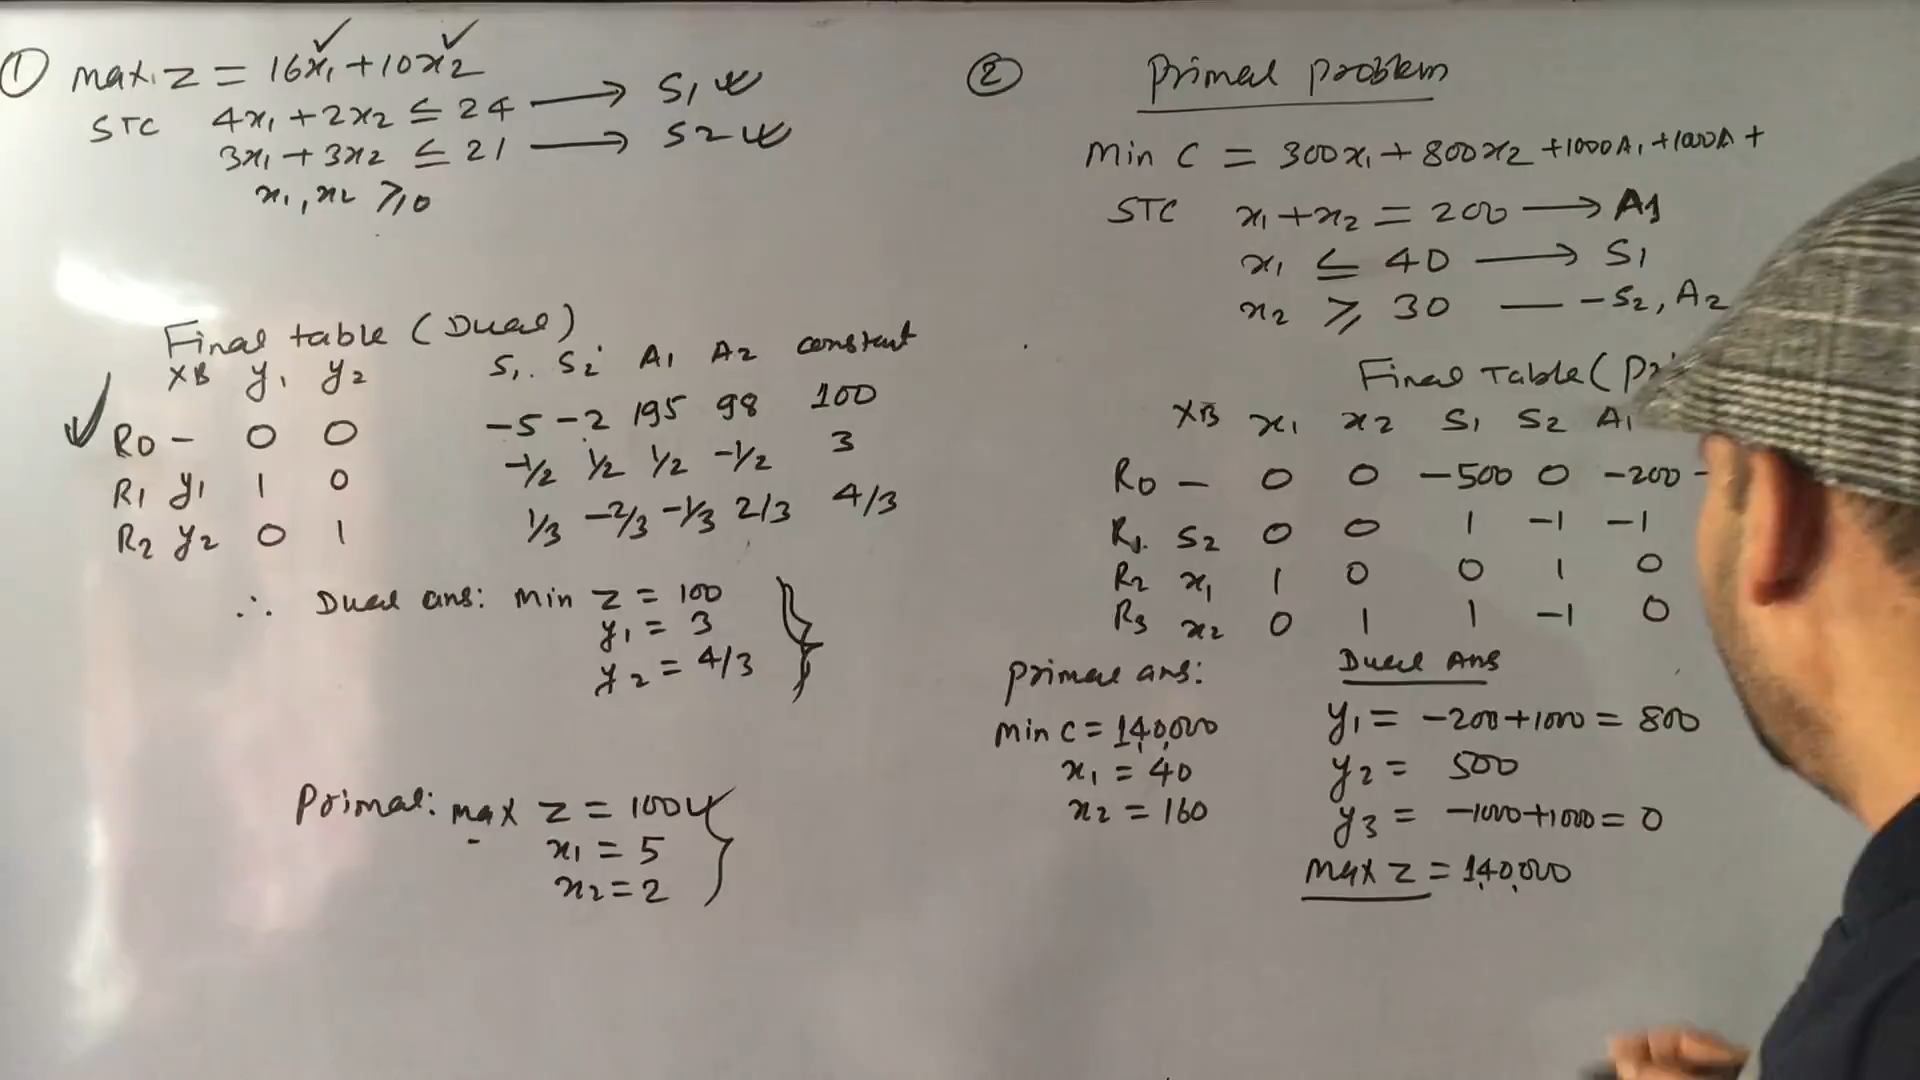 ① max. Z = 16x₁ + 10x₂
STC 4x₁ + 2x₂ ≤ 24 → S₁
3x₁ + 3x₂ ≤ 21 → S2
x₁, x₂ ≥ 0
Final table (Dual)
XB y₁ y₂ S₁ S₂ A₁ A₂ constant
R0 - 0 0 -5 -2 195 98 100
R₁ y₁ 1 0 -1/2 1/2 1/2 -1/2 3
R₂ y₂ 0 1 1/3 -2/3 -1/3 2/3 4/3
∴ Dual ans: Min Z = 100
y₁ = 3
y₂ = 4/3
Primal: max Z = 100
x₁ = 5
x₂ = 2
② Primal problem
Min C = 300x₁ + 800x₂ + 1000A₁ + 1000A +
STC x₁ + x₂ = 200 → A1
x₁ ≤ 40 → S₁
x₂ ≥ 30 — -S₂, A₂
Final Table (Pri
XB x₁ x₂ S₁ S₂ A₁
R0 - 0 0 -500 0 -200 -
R₁. S₂ 0 0 1 -1 -1
R₂ x₁ 1 0 0 1 0
R₃ x₂ 0 1 1 -1 0
Primal ans:
Min C = 140,000
x₁ = 40
x₂ = 160
Dual Ans
y₁ = -200+1000 = 800
y₂ = 500
y₃ = -1000+1000 = 0
Max Z = 140,000